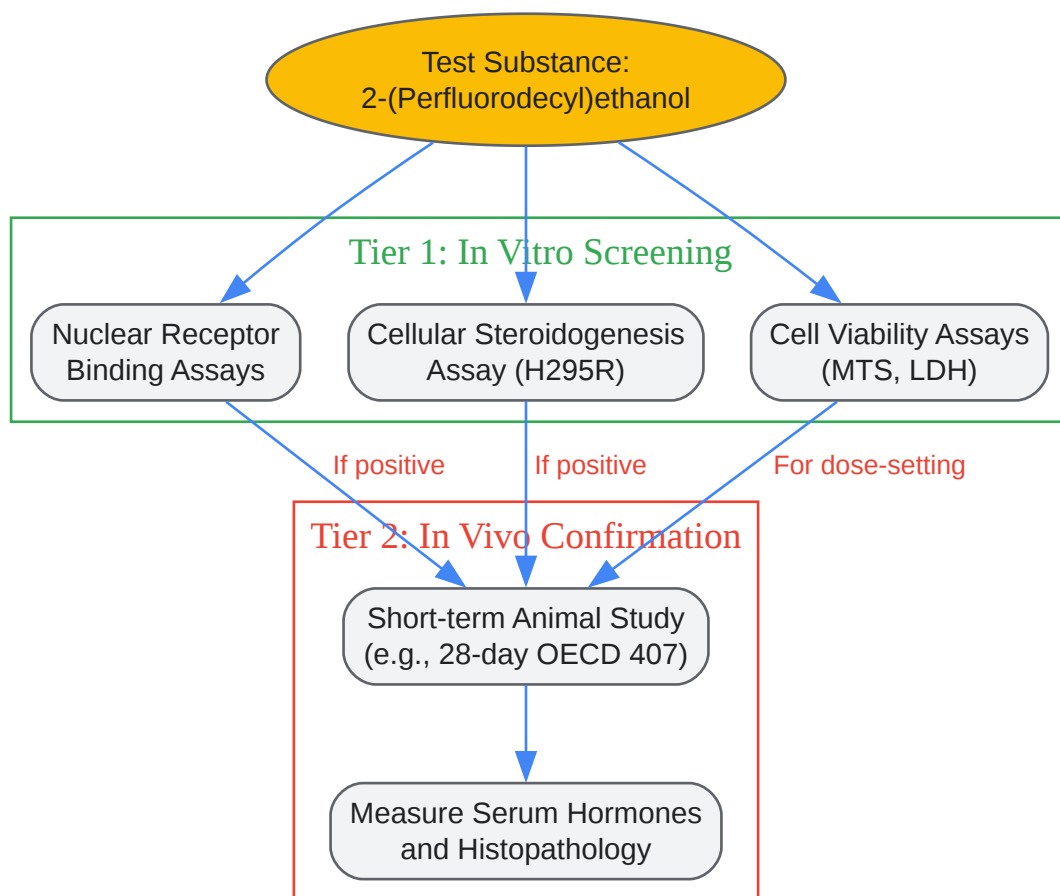 Test Substance:
2-(Perfluorodecyl)ethanol
Tier 1: In Vitro Screening
Nuclear Receptor
Binding Assays
Cellular Steroidogenesis
Assay (H295R)
Cell Viability Assays
(MTS, LDH)
If positive
If positive
For dose-setting
Tier 2: In Vivo Confirmation
Short-term Animal Study
(e.g., 28-day OECD 407)
Measure Serum Hormones
and Histopathology